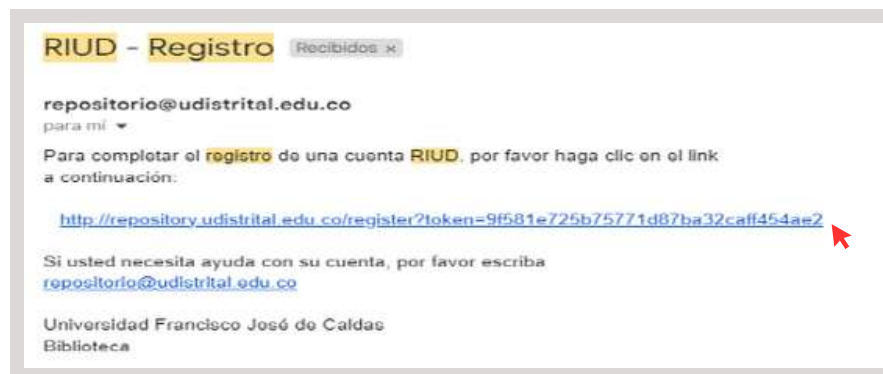 RIUD - Registro Recibidos x
repositorio@udistrital.edu.co
para mí
Para completar el registro de una cuenta RIUD, por favor haga clic en el link
a continuación:
http://repository.udistrital.edu.co/register?token=9f581e725b75771d87ba32caff454ae2
Si usted necesita ayuda con su cuenta, por favor escriba
repositorio@udistrital.edu.co
Universidad Francisco José de Caldas
Biblioteca